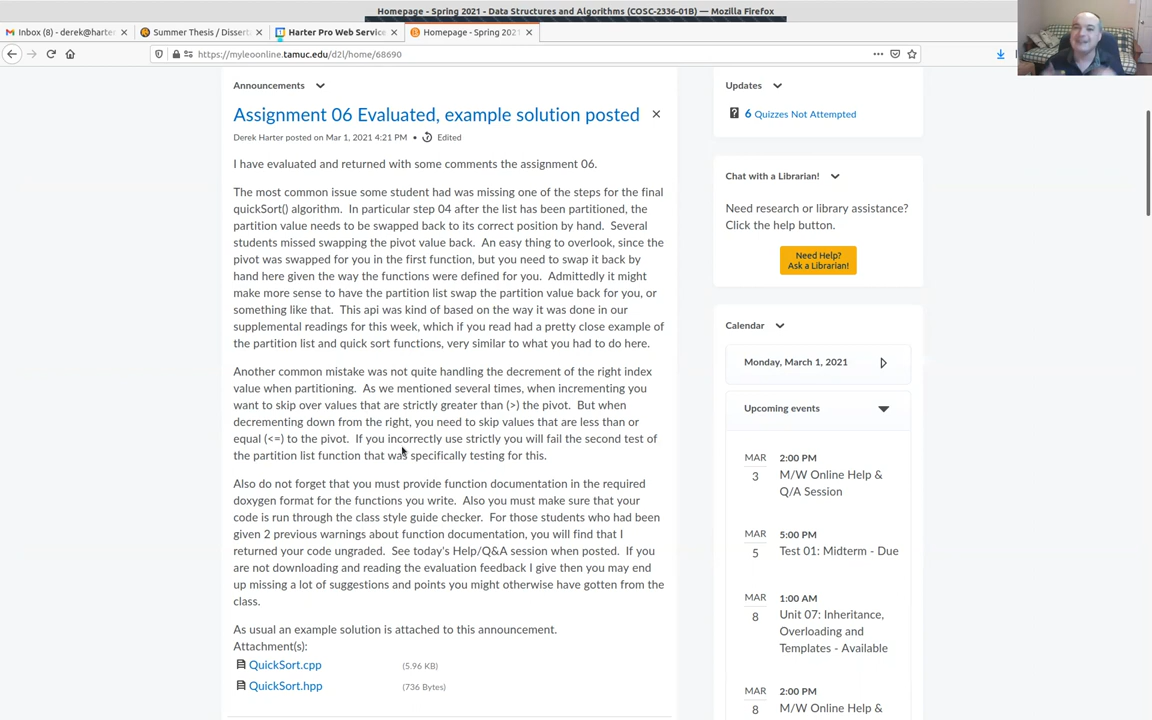 Homepage - Spring 2021 - Data Structures and Algorithms (COSC-2336-01B) — Mozilla Firefox
Inbox (8) - derek@harter
Summer Thesis / Dissert
Harter Pro Web Service
Homepage - Spring 2021
https://myleoonline.tamuc.edu/d2l/home/68690
Announcements
Assignment 06 Evaluated, example solution posted
Derek Harter posted on Mar 1, 2021 4:21 PM • Edited
I have evaluated and returned with some comments the assignment 06.
The most common issue some student had was missing one of the steps for the final
quickSort() algorithm. In particular step 04 after the list has been partitioned, the
partition value needs to be swapped back to its correct position by hand. Several
students missed swapping the pivot value back. An easy thing to overlook, since the
pivot was swapped for you in the first function, but you need to swap it back by
hand here given the way the functions were defined for you. Admittedly it might
make more sense to have the partition list swap the partition value back for you, or
something like that. This api was kind of based on the way it was done in our
supplemental readings for this week, which if you read had a pretty close example of
the partition list and quick sort functions, very similar to what you had to do here.
Another common mistake was not quite handling the decrement of the right index
value when partitioning. As we mentioned several times, when incrementing you
want to skip over values that are strictly greater than (>) the pivot. But when
decrementing down from the right, you need to skip values that are less than or
equal (<=) to the pivot. If you incorrectly use strictly you will fail the second test of
the partition list function that was specifically testing for this.
Also do not forget that you must provide function documentation in the required
doxygen format for the functions you write. Also you must make sure that your
code is run through the class style guide checker. For those students who had been
given 2 previous warnings about function documentation, you will find that I
returned your code ungraded. See today's Help/Q&A session when posted. If you
are not downloading and reading the evaluation feedback I give then you may end
up missing a lot of suggestions and points you might otherwise have gotten from the
class.
As usual an example solution is attached to this announcement.
Attachment(s):
QuickSort.cpp (5.96 KB)
QuickSort.hpp (736 Bytes)
Updates
6 Quizzes Not Attempted
Chat with a Librarian!
Need research or library assistance?
Click the help button.
Need Help?
Ask a Librarian!
Calendar
Monday, March 1, 2021
Upcoming events
MAR 3
2:00 PM
M/W Online Help &
Q/A Session
MAR 5
5:00 PM
Test 01: Midterm - Due
MAR 8
1:00 AM
Unit 07: Inheritance,
Overloading and
Templates - Available
MAR 8
2:00 PM
M/W Online Help &